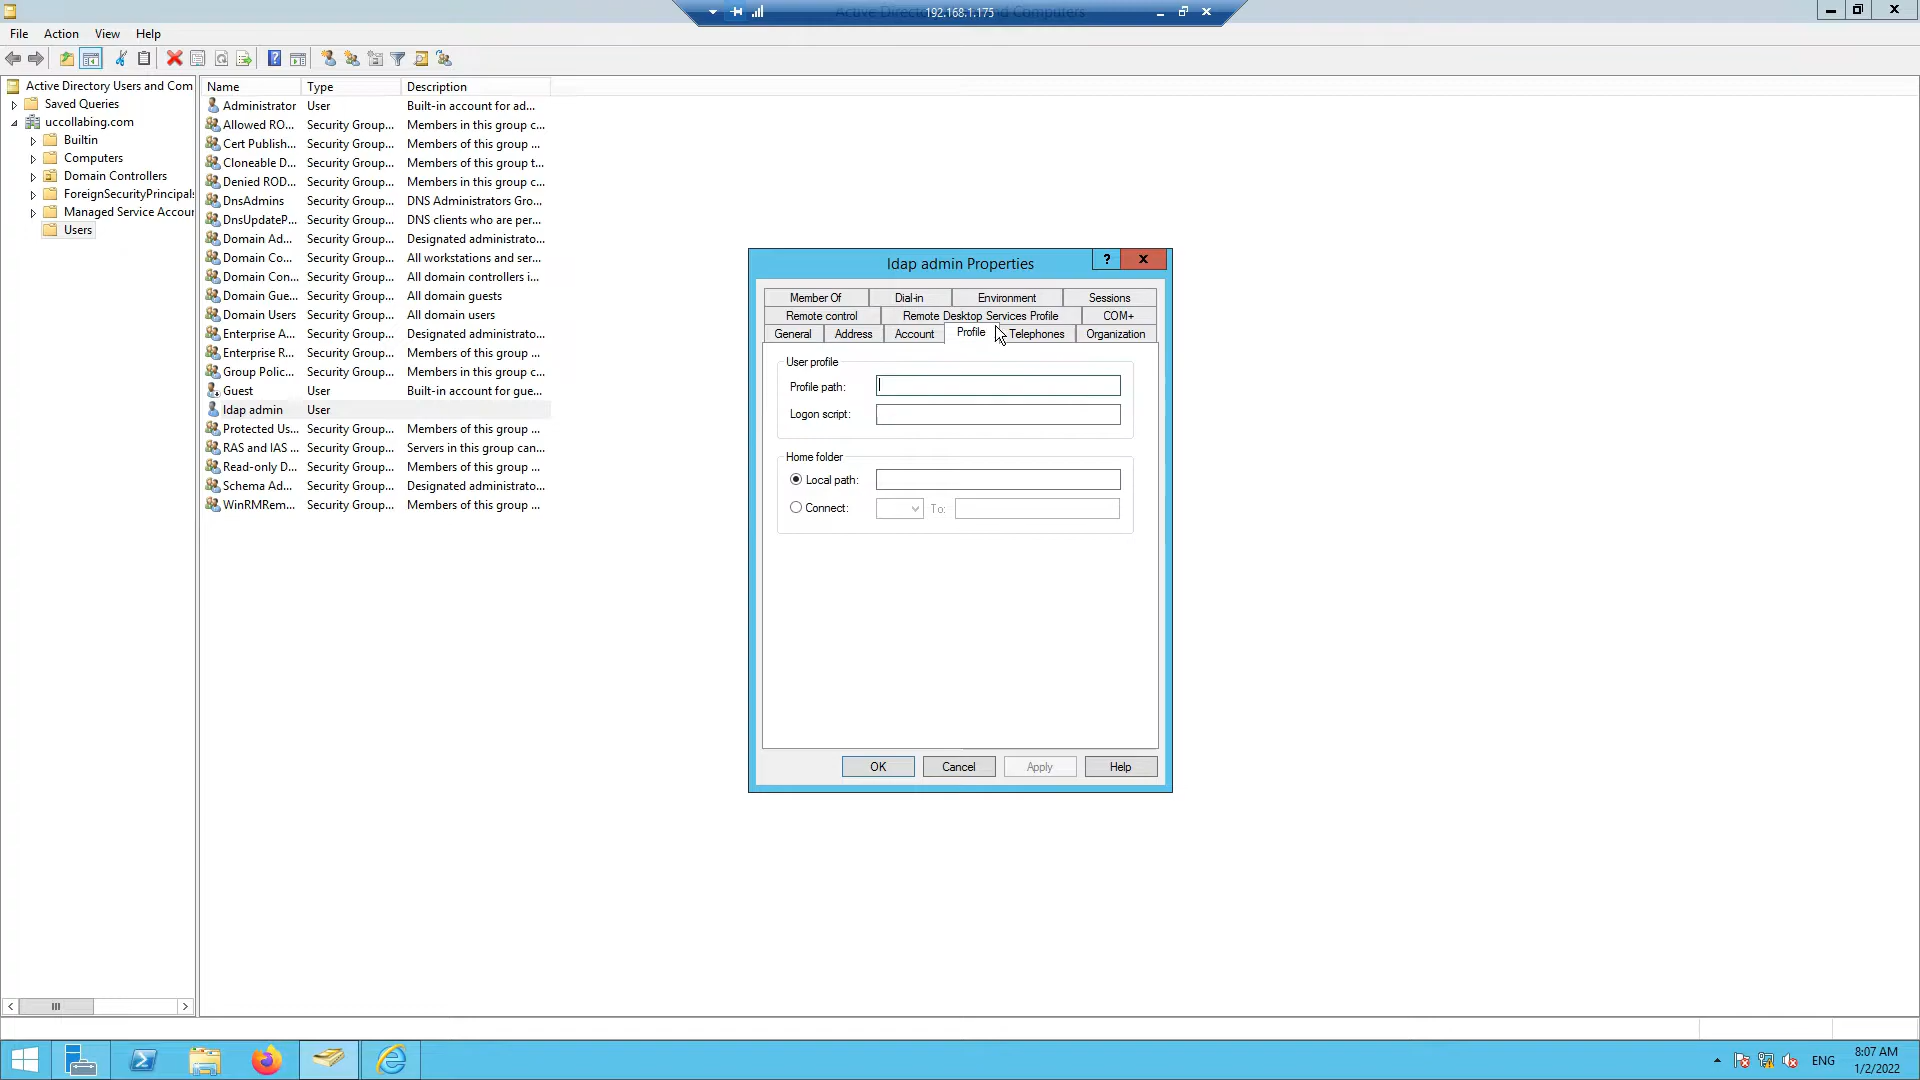 192.168.1.175
File Action View Help
Active Directory Users and Com
Saved Queries
uccollabing.com
Builtin
Computers
Domain Controllers
ForeignSecurityPrincipals
Managed Service Accour
Users
Name Type Description
Administrator User Built-in account for ad...
Allowed RO... Security Group... Members in this group c...
Cert Publish... Security Group... Members of this group ...
Cloneable D... Security Group... Members of this group t...
Denied ROD... Security Group... Members in this group c...
DnsAdmins Security Group... DNS Administrators Gro...
DnsUpdateP... Security Group... DNS clients who are per...
Domain Ad... Security Group... Designated administrato...
Domain Co... Security Group... All workstations and ser...
Domain Con... Security Group... All domain controllers i...
Domain Gue... Security Group... All domain guests
Domain Users Security Group... All domain users
Enterprise A... Security Group... Designated administrato...
Enterprise R... Security Group... Members of this group ...
Group Polic... Security Group... Members in this group c...
Guest User Built-in account for gue...
ldap admin User
Protected Us... Security Group... Members of this group ...
RAS and IAS ... Security Group... Servers in this group can...
Read-only D... Security Group... Members of this group ...
Schema Ad... Security Group... Designated administrato...
WinRMRem... Security Group... Members of this group ...
ldap admin Properties
Member Of Dial-in Environment Sessions
Remote control Remote Desktop Services Profile COM+
General Address Account Profile Telephones Organization
User profile
Profile path:
Logon script:
Home folder
Local path:
Connect: To:
OK Cancel Apply Help
ENG
8:07 AM
1/2/2022